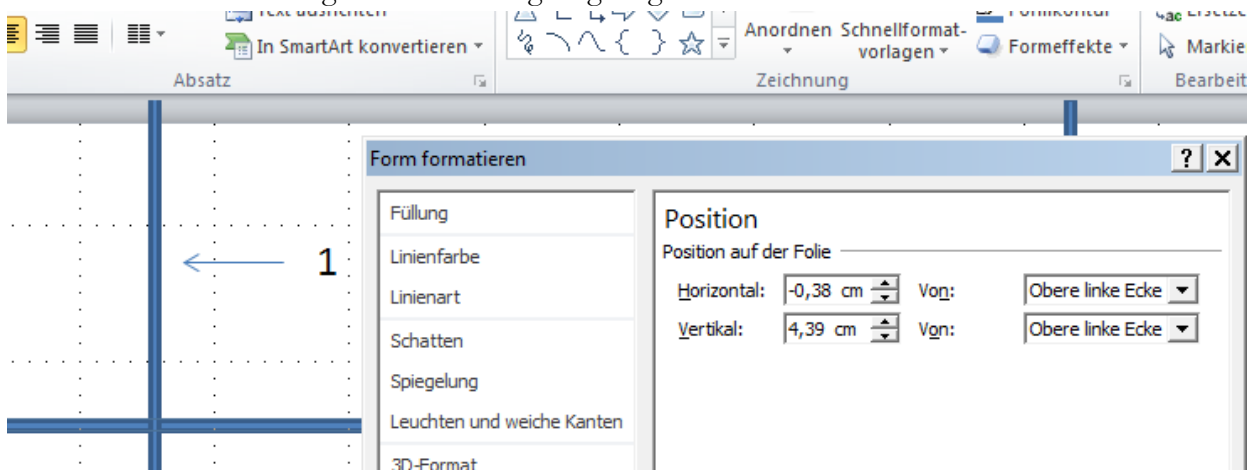 In SmartArt konvertieren
Anordnen Schnellformat-
vorlagen
Formeffekte
Markie
Absatz
Zeichnung
Bearbeit
Form formatieren
Füllung
Linienfarbe
Linienart
Schatten
Spiegelung
Leuchten und weiche Kanten
3D-Format
1
Position
Position auf der Folie
Horizontal: -0,38 cm Von: Obere linke Ecke
Vertikal: 4,39 cm Von: Obere linke Ecke